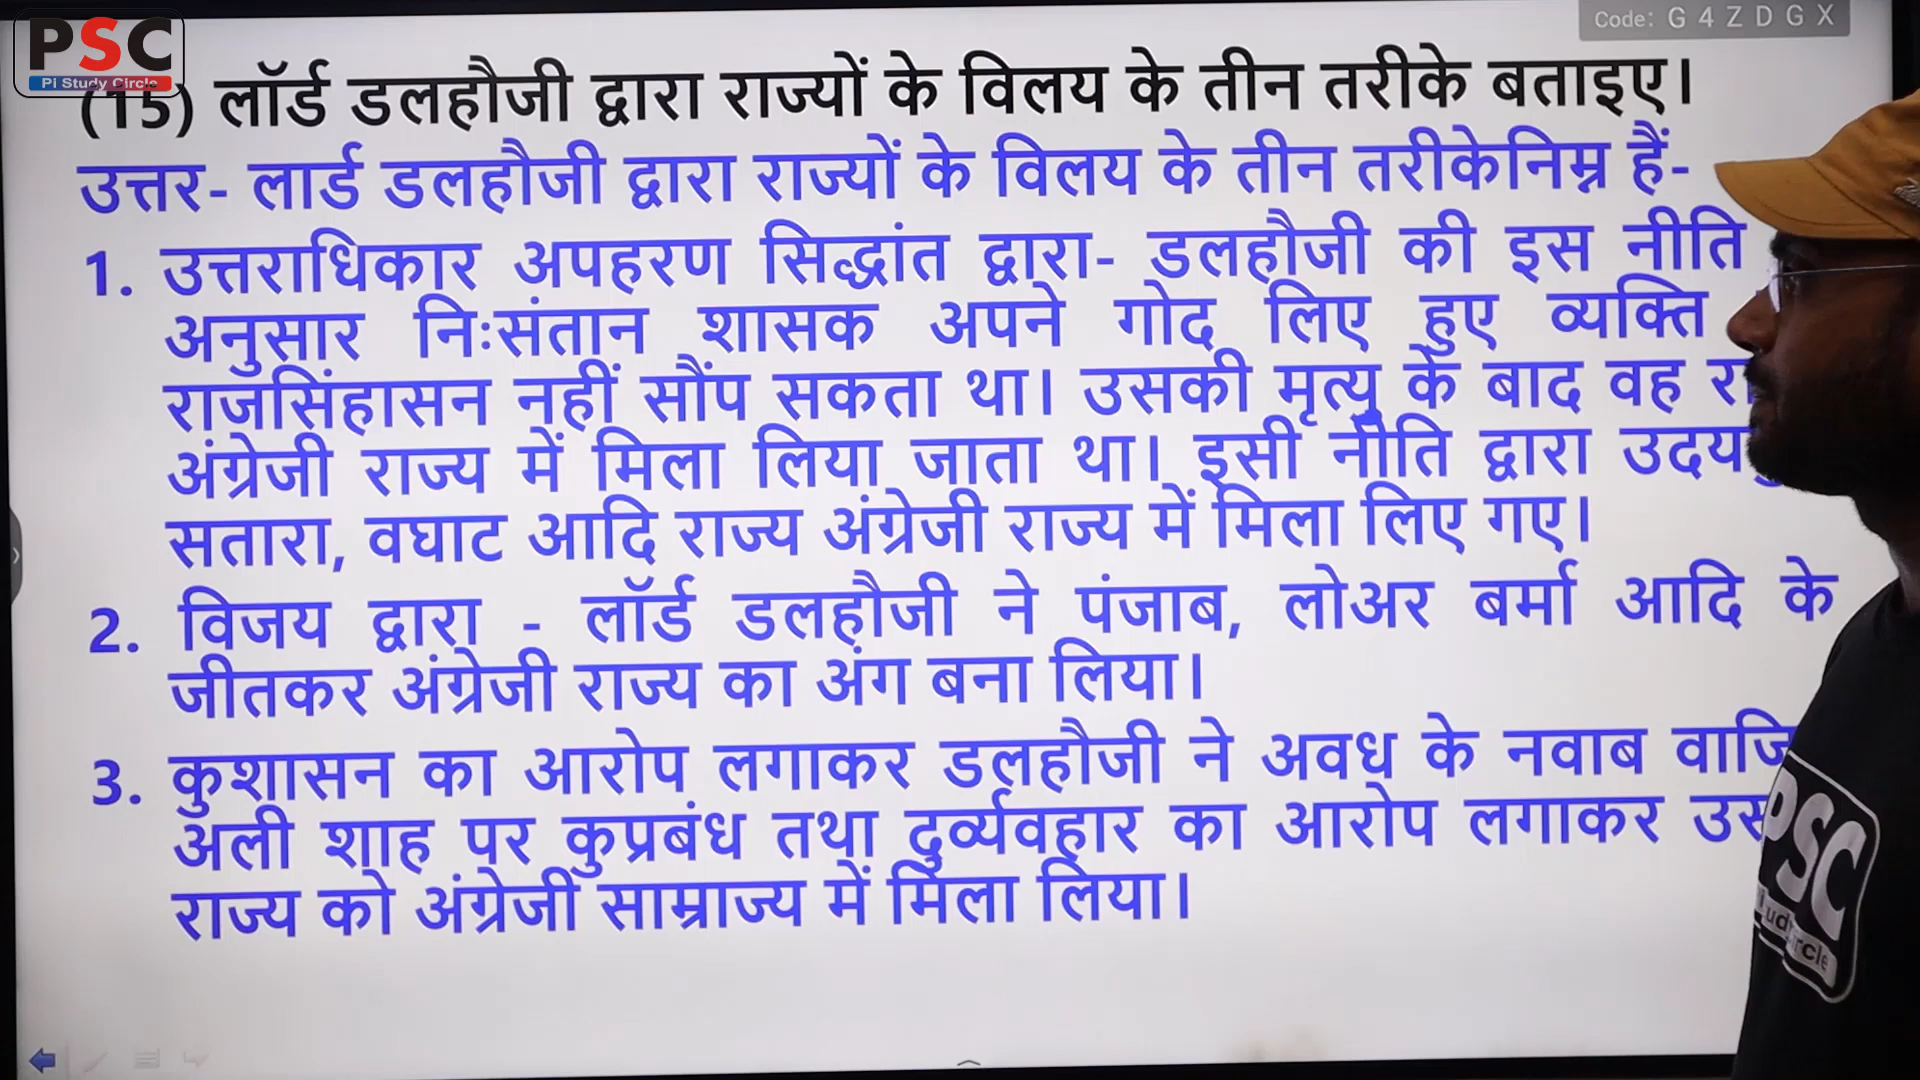 PSC
Pi Study Circle
Code: G 4 Z D G X
(15) लॉर्ड डलहौजी द्वारा राज्यों के विलय के तीन तरीके बताइए।
उत्तर- लार्ड डलहौजी द्वारा राज्यों के विलय के तीन तरीकेनिम्न हैं-
1. उत्तराधिकार अपहरण सिद्धांत द्वारा- डलहौजी की इस नीति
अनुसार निःसंतान शासक अपने गोद लिए हुए व्यक्ति
राजसिंहासन नहीं सौंप सकता था। उसकी मृत्यु के बाद वह
अंग्रेजी राज्य में मिला लिया जाता था। इसी नीति द्वारा
सतारा, वघाट आदि राज्य अंग्रेजी राज्य में मिला लिए गए।
2. विजय द्वारा - लॉर्ड डलहौजी ने पंजाब, लोअर बर्मा आदि के
जीतकर अंग्रेजी राज्य का अंग बना लिया।
3. कुशासन का आरोप लगाकर डलहौजी ने अवध के नवाब
अली शाह पर कुप्रबंध तथा दुर्व्यवहार का आरोप लगाकर
राज्य को अंग्रेजी साम्राज्य में मिला लिया।
PSC